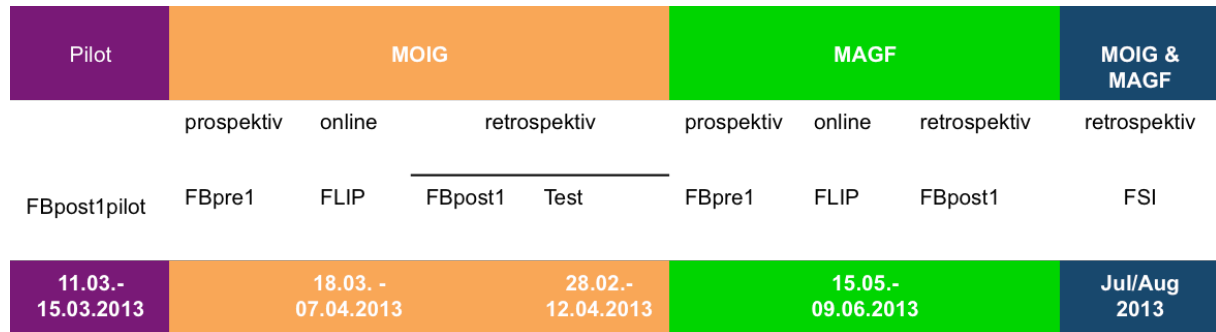 Pilot MOIG MAGF MOIG &
MAGF
prospektiv online retrospektiv prospektiv online retrospektiv retrospektiv
FBpost1pilot FBpre1 FLIP FBpost1 Test FBpre1 FLIP FBpost1 FSI
11.03.- 18.03. - 28.02.- 15.05.- Jul/Aug
15.03.2013 07.04.2013 12.04.2013 09.06.2013 2013